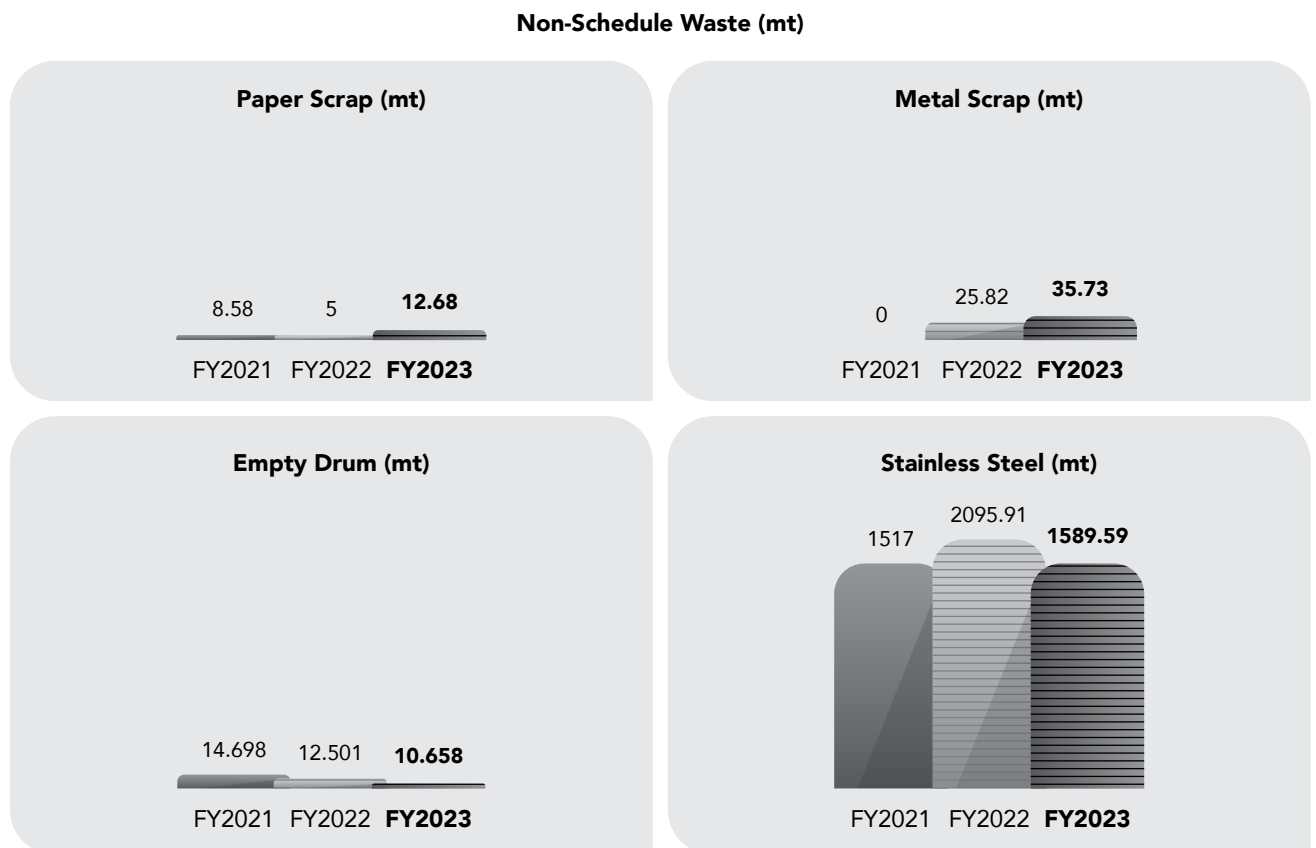 Non-Schedule Waste (mt)
Paper Scrap (mt)
8.58 5 12.68
FY2021 FY2022 FY2023
Metal Scrap (mt)
0 25.82 35.73
FY2021 FY2022 FY2023
Empty Drum (mt)
14.698 12.501 10.658
FY2021 FY2022 FY2023
Stainless Steel (mt)
1517 2095.91 1589.59
FY2021 FY2022 FY2023